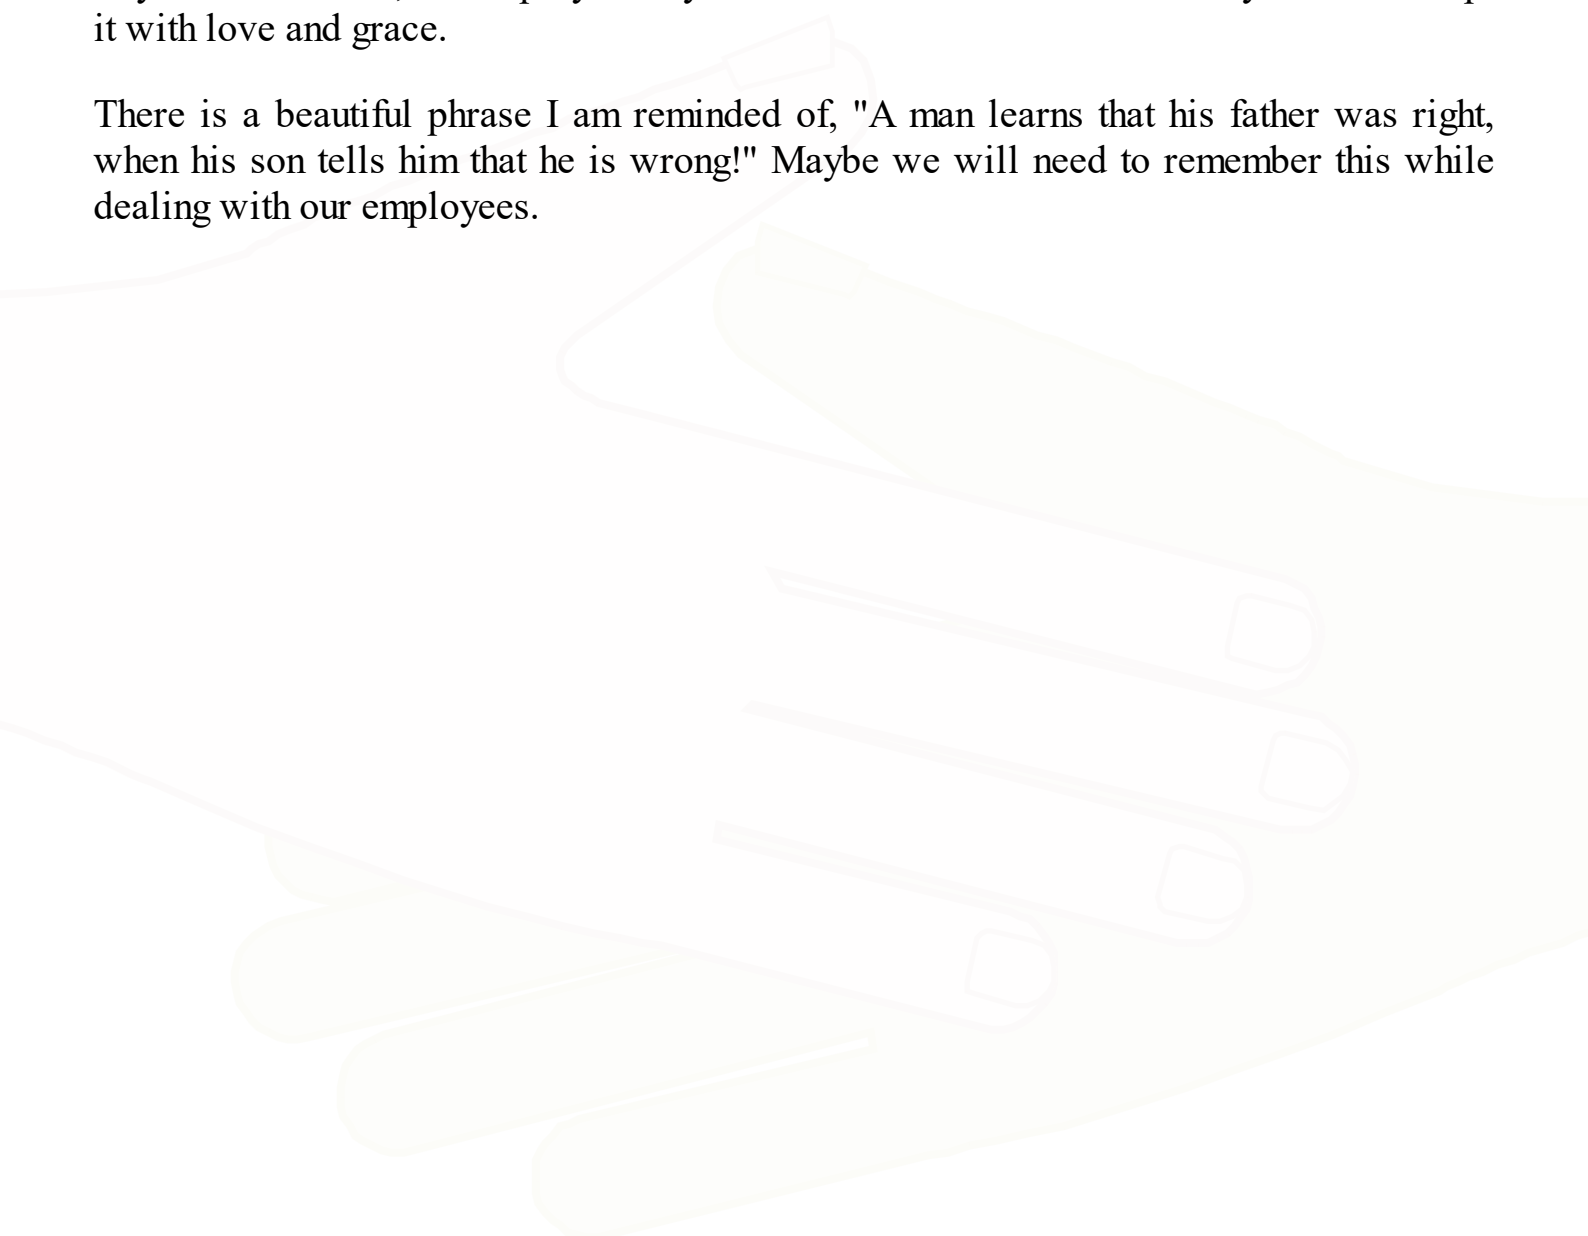 it with love and grace.
There is a beautiful phrase I am reminded of, "A man learns that his father was right,
when his son tells him that he is wrong!" Maybe we will need to remember this while
dealing with our employees.